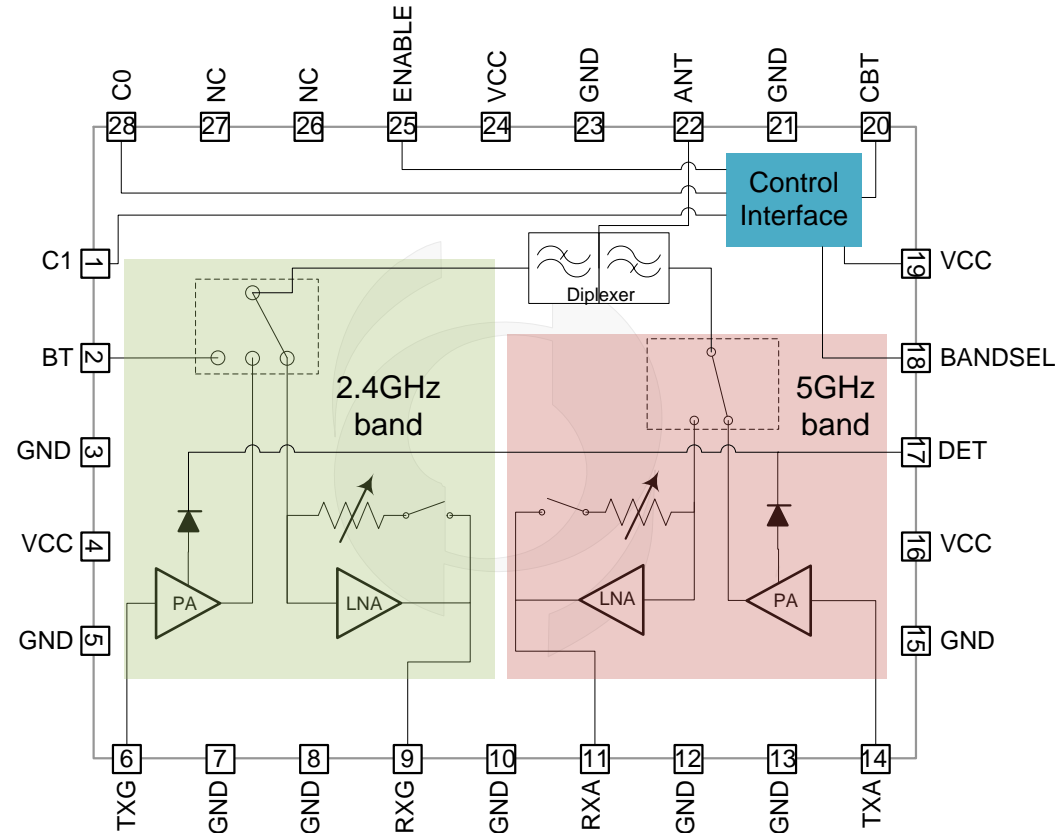 C0
NC
NC
ENABLE
VCC
GND
ANT
GND
CBT
28
27
26
25
24
23
22
21
20
Control
Interface
C1
1
19
VCC
Diplexer
BT
2
18
BANDSEL
2.4GHz
band
5GHz
band
GND
3
17
DET
VCC
4
16
VCC
PA
LNA
LNA
PA
GND
5
15
GND
6
7
8
9
10
11
12
13
14
TXG
GND
GND
RXG
GND
RXA
GND
GND
TXA